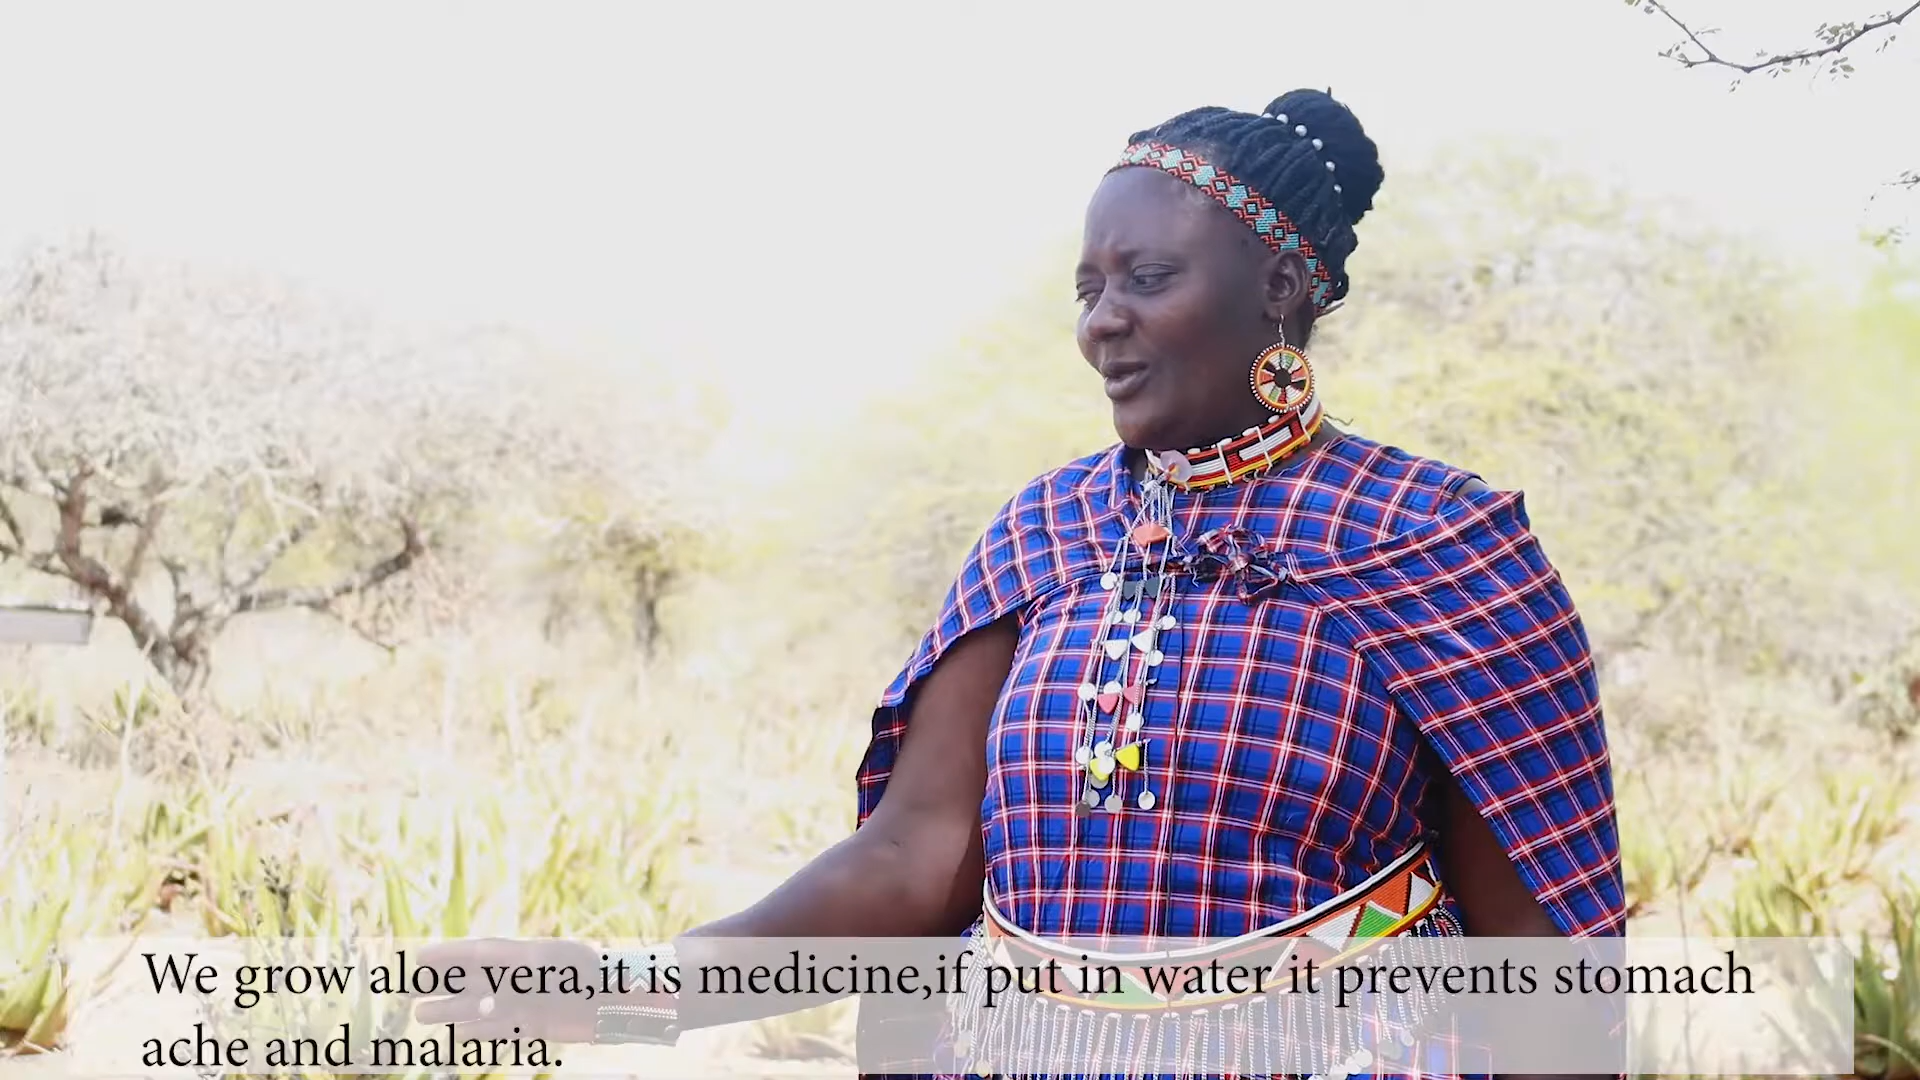 We grow aloe vera,it is medicine,if put in water it prevents stomach
ache and malaria.